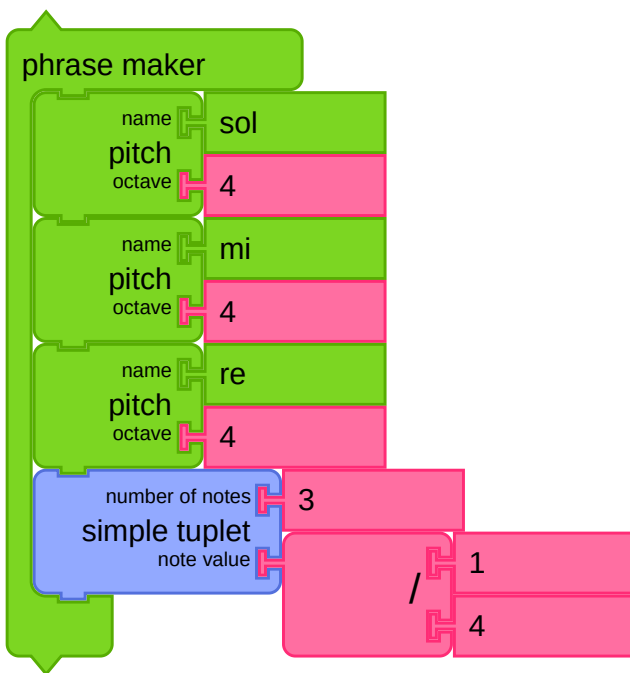 phrase maker
name sol
pitch
octave 4
name mi
pitch
octave 4
name re
pitch
octave 4
number of notes 3
simple tuplet
note value / 1
4